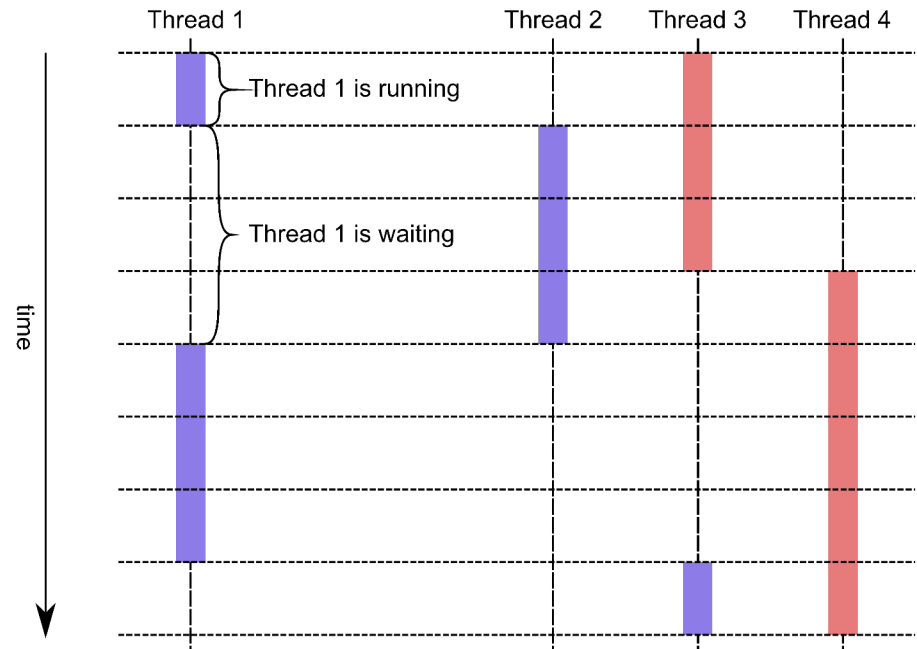 Thread 1
Thread 2
Thread 3
Thread 4
Thread 1 is running
Thread 1 is waiting
time